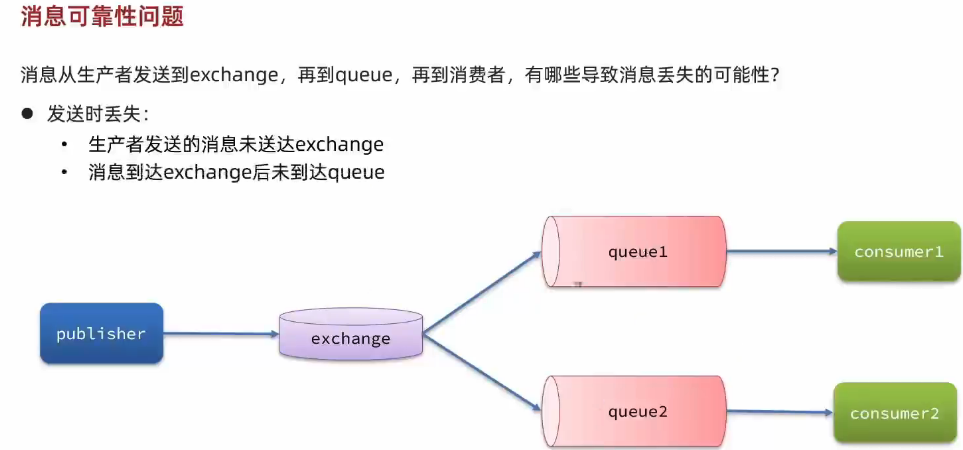 消息可靠性问题
消息从生产者发送到exchange，再到queue，再到消费者，有哪些导致消息丢失的可能性？
● 发送时丢失：
• 生产者发送的消息未送达exchange
• 消息到达exchange后未到达queue
queue1
consumer1
publisher
exchange
queue2
consumer2